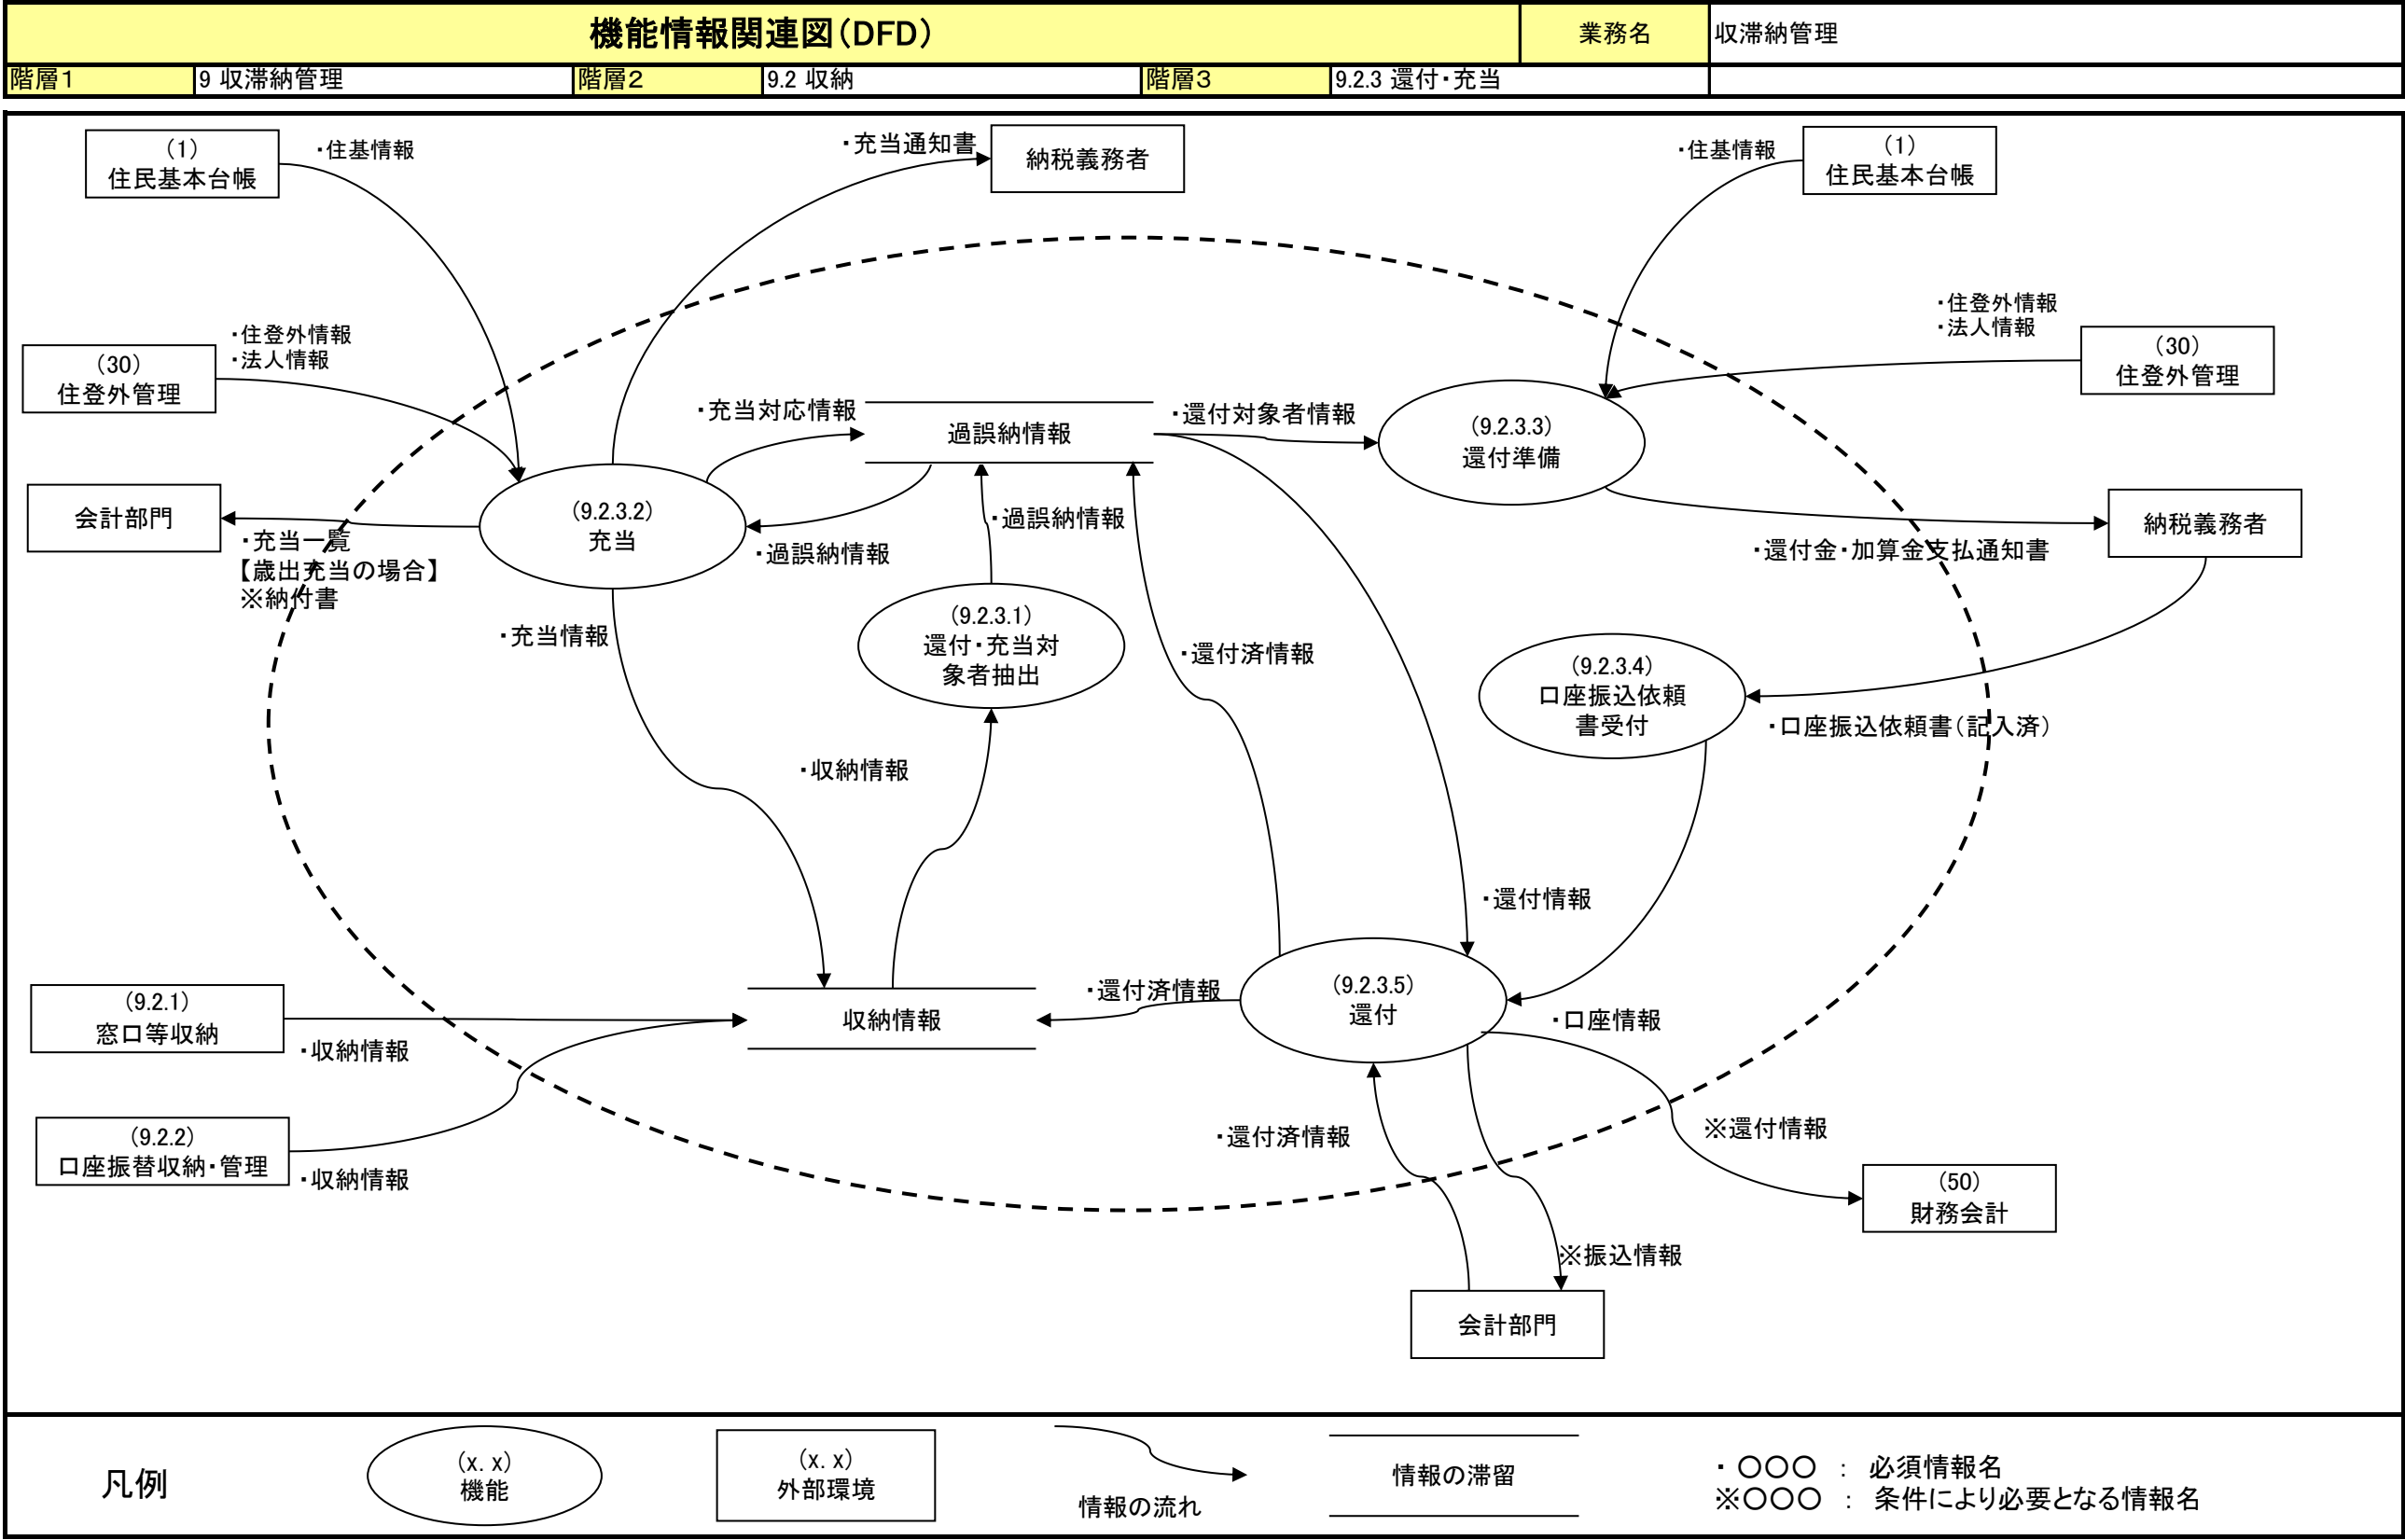 機能情報関連図（DFD）
業務名
収滞納管理
階層１
9 収滞納管理
階層２
9.2 収納
階層３
9.2.3 還付・充当
（1）
住民基本台帳
・住基情報
・充当通知書
納税義務者
・住基情報
（1）
住民基本台帳
（30）
住登外管理
・住登外情報
・法人情報
・住登外情報
・法人情報
（30）
住登外管理
・充当対応情報
過誤納情報
・還付対象者情報
（9.2.3.3）
還付準備
会計部門
・充当一覧
【歳出充当の場合】
※納付書
（9.2.3.2）
充当
・過誤納情報
・過誤納情報
納税義務者
・還付金・加算金支払通知書
・充当情報
（9.2.3.1）
還付・充当対
象者抽出
・還付済情報
（9.2.3.4）
口座振込依頼
書受付
・口座振込依頼書（記入済）
・収納情報
・還付情報
（9.2.1）
窓口等収納
・収納情報
収納情報
・還付済情報
（9.2.3.5）
還付
・口座情報
（9.2.2）
口座振替収納・管理
・収納情報
・還付済情報
※還付情報
（50）
財務会計
※振込情報
会計部門
凡例
（x. x）
機能
（x. x）
外部環境
情報の流れ
情報の滞留
・ 〇〇〇 ： 必須情報名
※〇〇〇 ： 条件により必要となる情報名